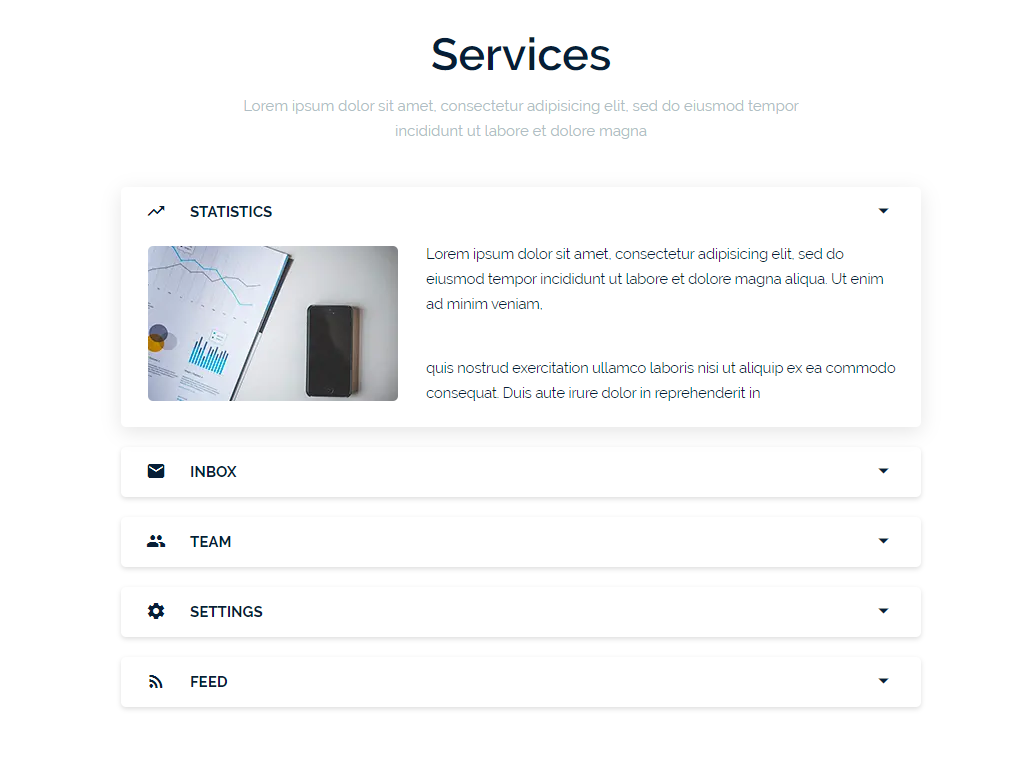 Services
Lorem ipsum dolor sit amet, consectetur adipisicing elit, sed do eiusmod tempor
incididunt ut labore et dolore magna
STATISTICS
Lorem ipsum dolor sit amet, consectetur adipisicing elit, sed do
eiusmod tempor incididunt ut labore et dolore magna aliqua. Ut enim
ad minim veniam,
quis nostrud exercitation ullamco laboris nisi ut aliquip ex ea commodo
consequat. Duis aute irure dolor in reprehenderit in
INBOX
TEAM
SETTINGS
FEED